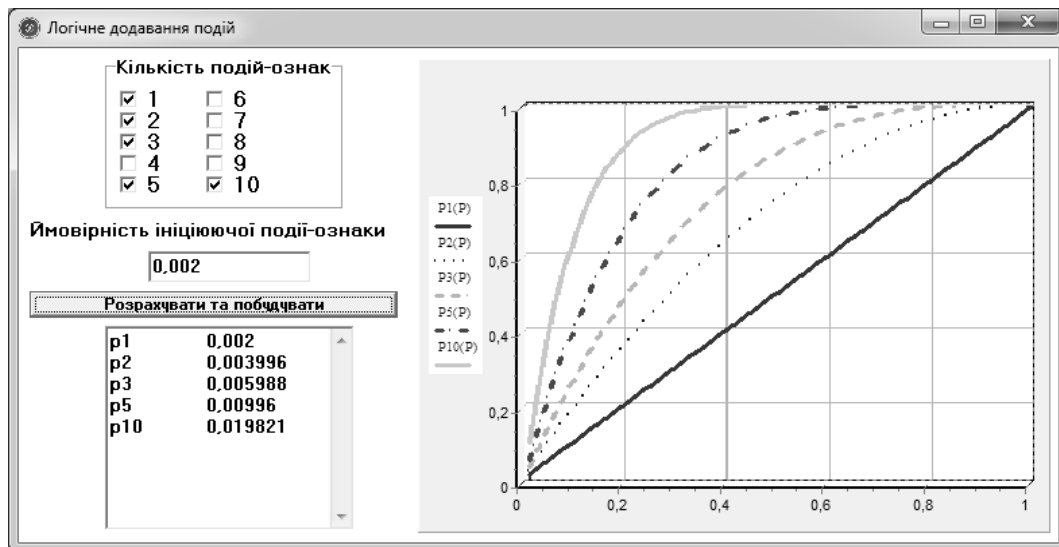 Логічне додавання подій
Кількість подій-ознак
1 6
2 7
3 8
4 9
5 10
Ймовірність ініціюючої події-ознаки
0,002
Розрахувати та побудувати
p1 0,002
p2 0,003996
p3 0,005988
p5 0,00996
p10 0,019821
P1(P)
P2(P)
P3(P)
P5(P)
P10(P)
1
0,8
0,6
0,4
0,2
0
0 0,2 0,4 0,6 0,8 1